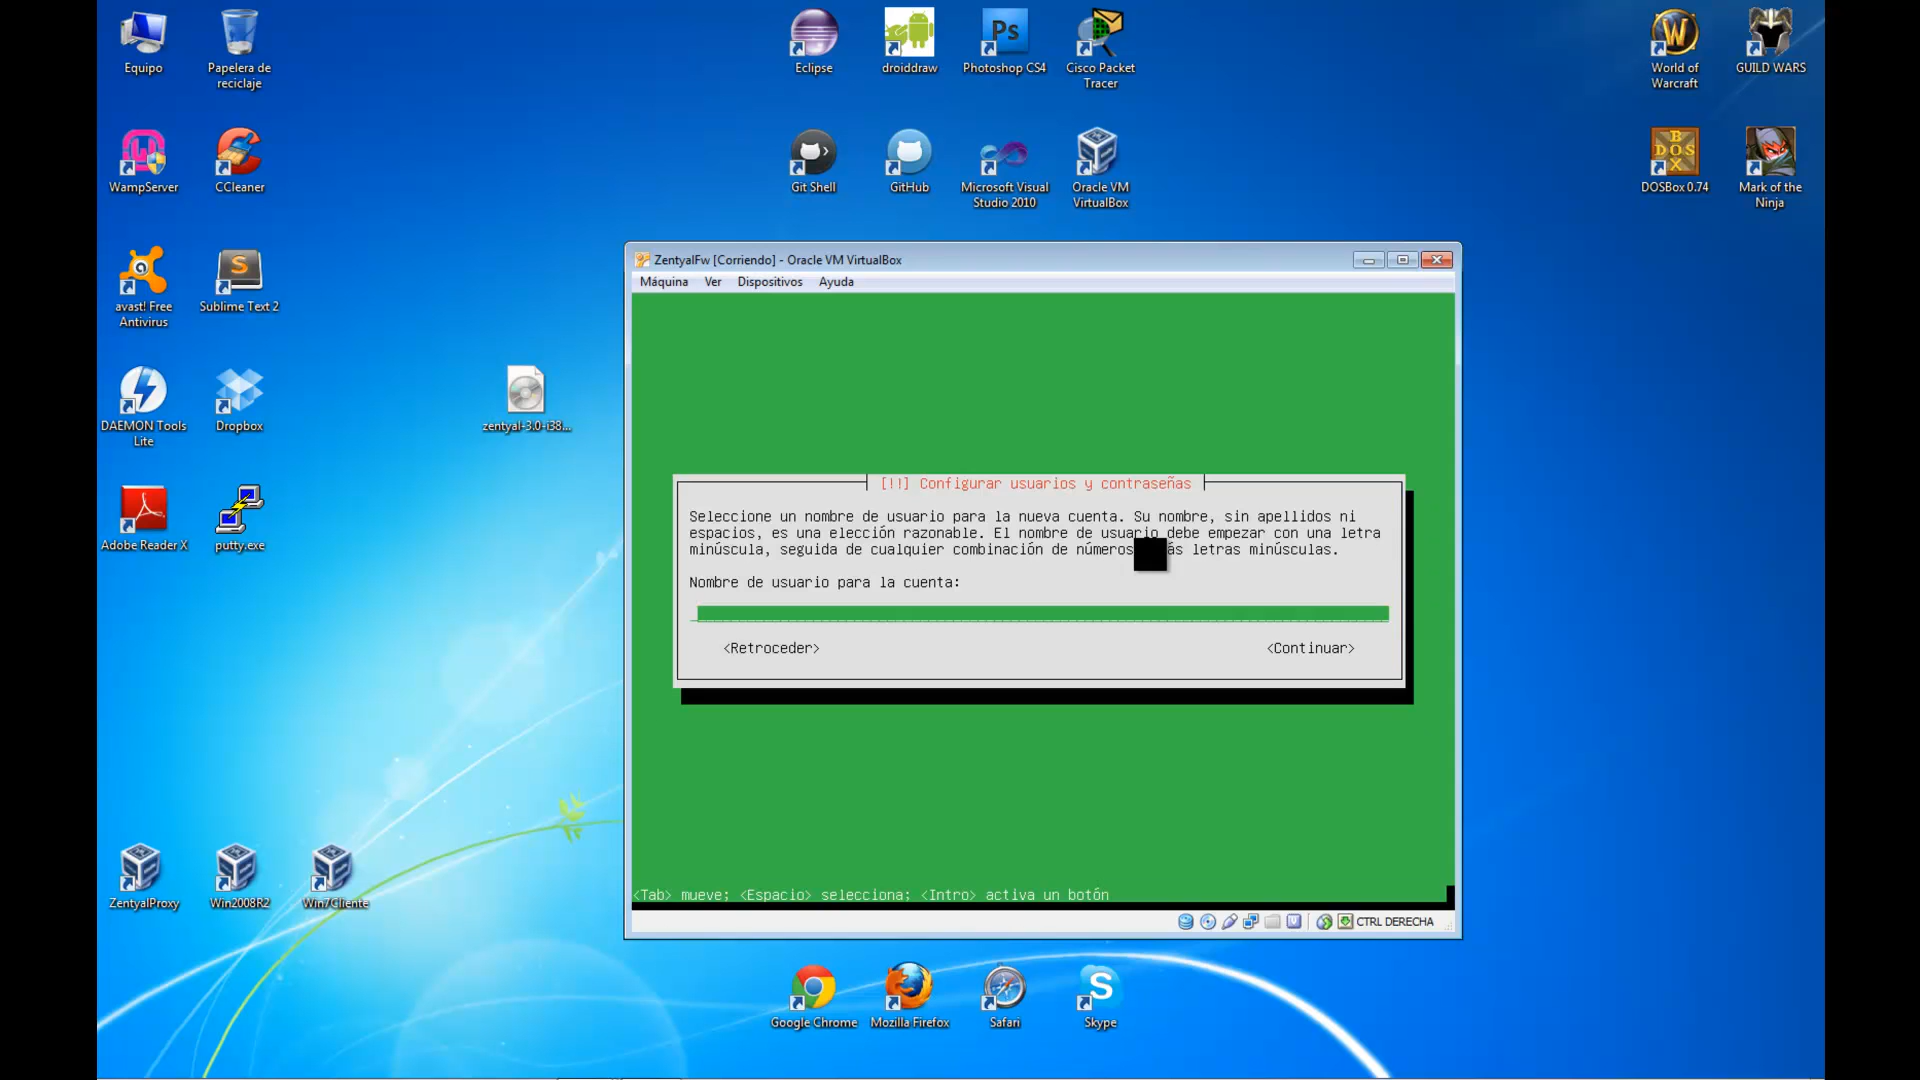 Equipo
Papelera de
reciclaje
Eclipse
droiddraw
Ps
Photoshop CS4
Cisco Packet
Tracer
World of
Warcraft
GUILD WARS
WampServer
CCleaner
Git Shell
GitHub
Microsoft Visual
Studio 2010
Oracle VM
VirtualBox
DOSBox 0.74
Mark of the
Ninja
avast! Free
Antivirus
Sublime Text 2
ZentyalFw [Corriendo] - Oracle VM VirtualBox
Máquina Ver Dispositivos Ayuda
DAEMON Tools
Lite
Dropbox
zentyal-3.0-i38...
Adobe Reader X
putty.exe
[!!] Configurar usuarios y contraseñas
Seleccione un nombre de usuario para la nueva cuenta. Su nombre, sin apellidos ni
espacios, es una elección razonable. El nombre de usuario debe empezar con una letra
minúscula, seguida de cualquier combinación de números letras minúsculas.
Nombre de usuario para la cuenta:
<Retroceder> <Continuar>
<Tab> mueve; <Espacio> selecciona; <Intro> activa un botón
CTRL DERECHA
ZentyalProxy
Win2008R2
Win7Cliente
Google Chrome
Mozilla Firefox
Safari
Skype